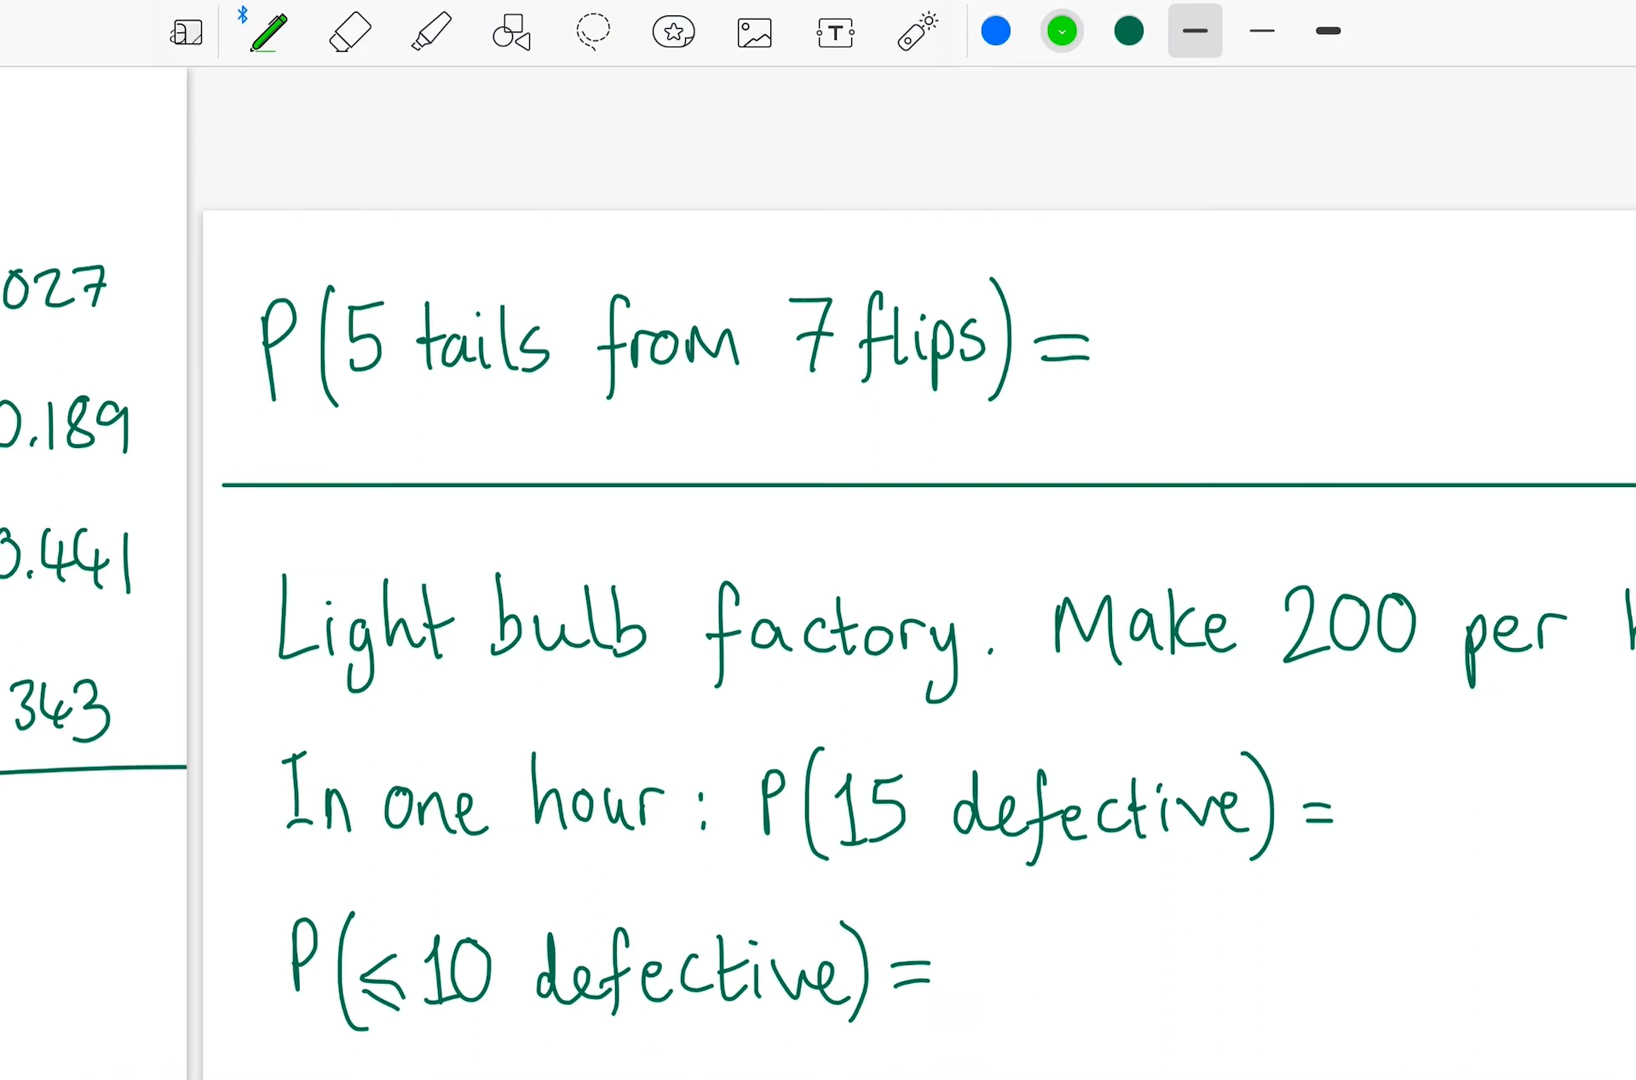 027
0.189
0.441
343
P(5 tails from 7 flips) =
Light bulb factory. Make 200 per
In one hour: P(15 defective) =
P(≤10 defective) =